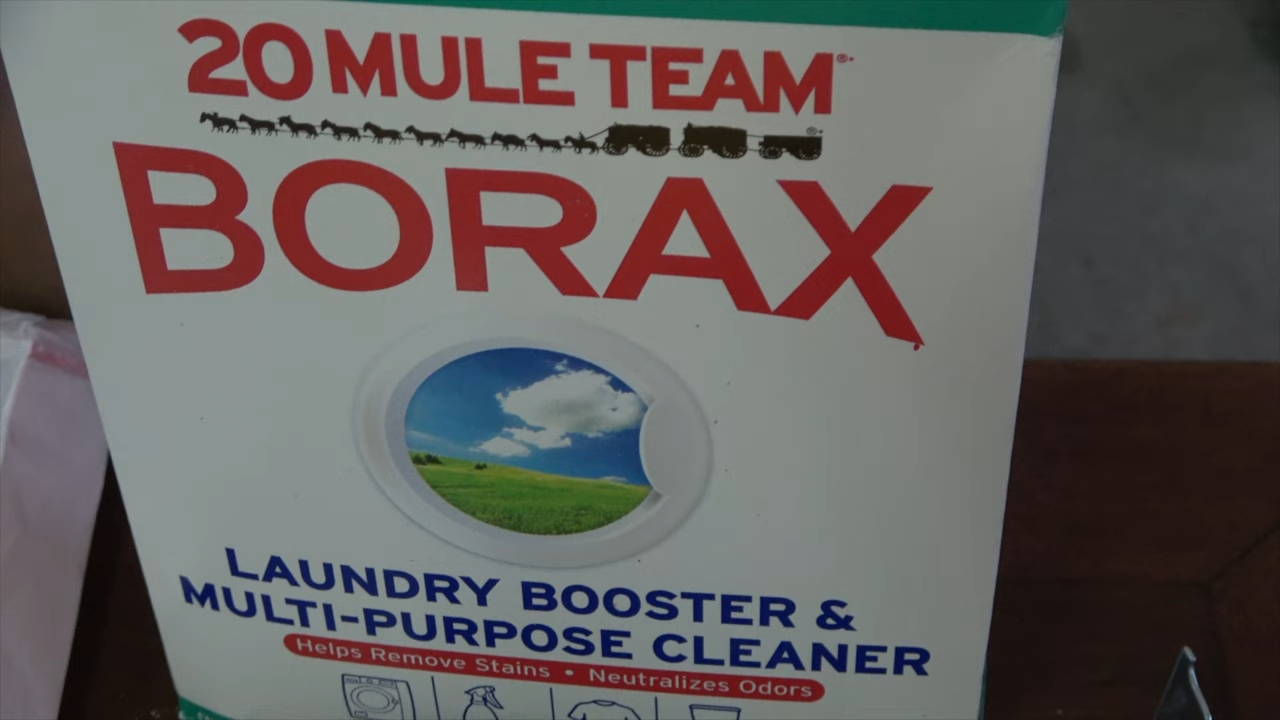 20 MULE TEAM®
®
BORAX
LAUNDRY BOOSTER &
MULTI-PURPOSE CLEANER
Helps Remove Stains • Neutralizes Odors